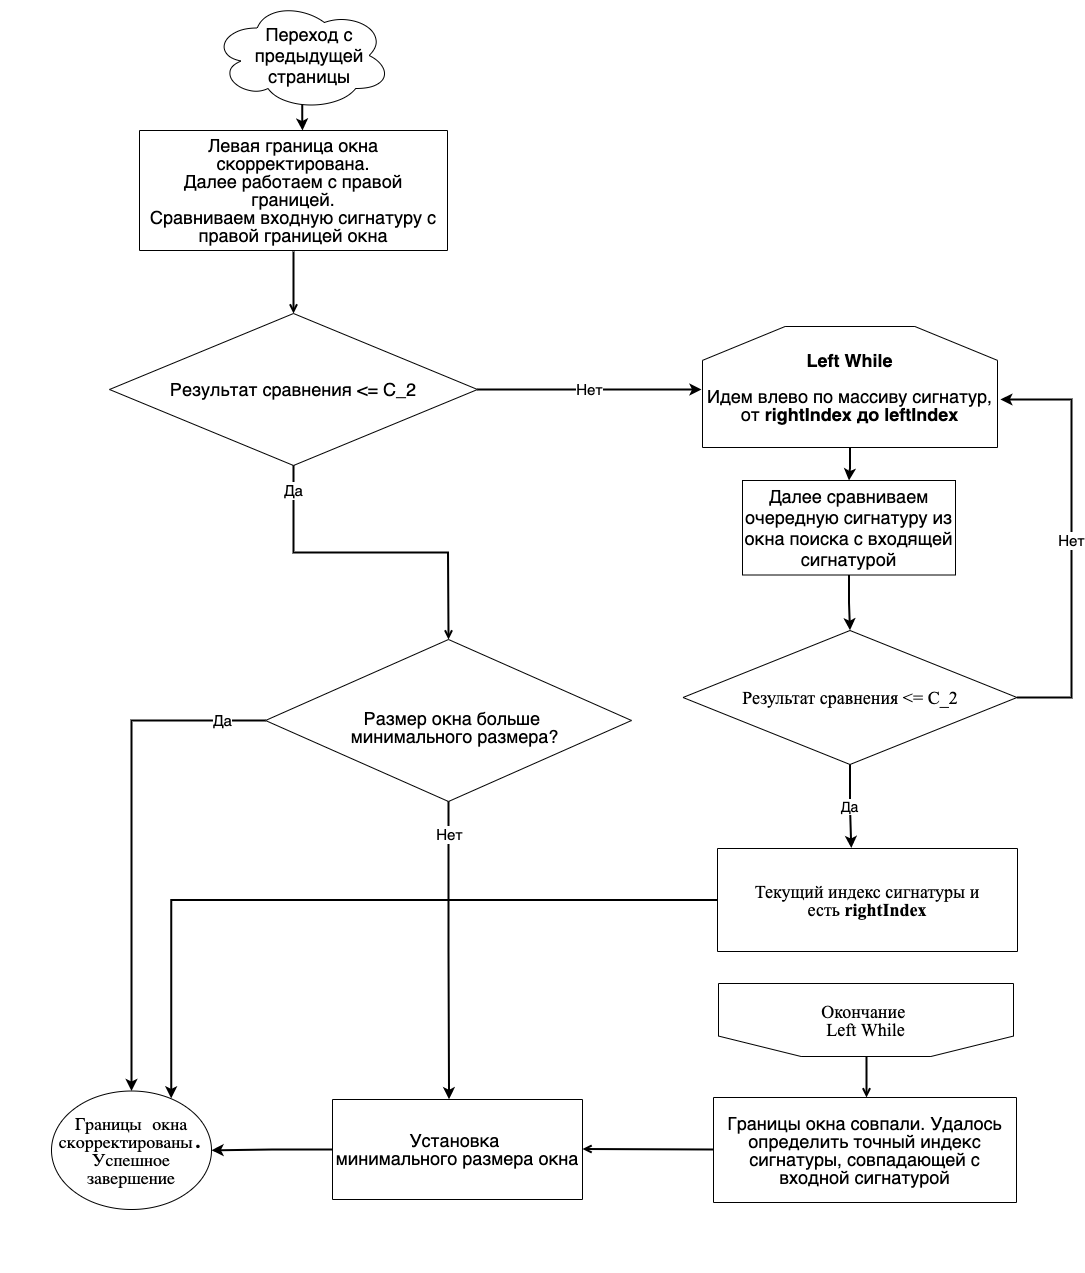 Переход с
предыдущей
страницы
Левая граница окна
скорректирована.
Далее работаем с правой
границей.
Сравниваем входную сигнатуру с
правой границей окна
Результат сравнения <= C_2
Нет
Left While
Идем влево по массиву сигнатур,
от rightIndex до leftIndex
Да
Далее сравниваем
очередную сигнатуру из
окна поиска с входящей
сигнатурой
Нет
Результат сравнения <= C_2
Да
Размер окна больше
минимального размера?
Да
Нет
Текущий индекс сигнатуры и
есть rightIndex
Окончание
Left While
Границы окна совпали. Удалось
определить точный индекс
сигнатуры, совпадающей с
входной сигнатурой
Установка
минимального размера окна
Границы окна
скорректированы.
Успешное
завершение